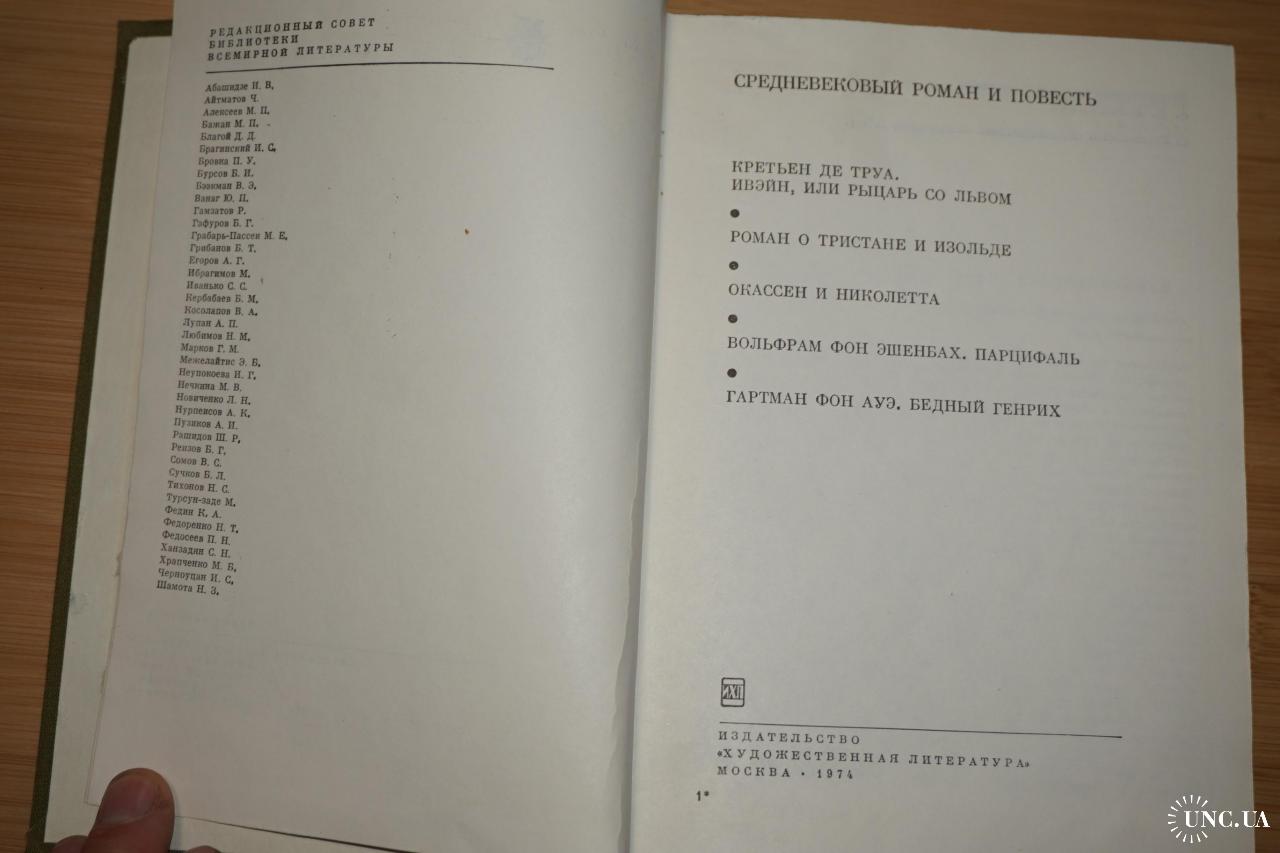 РЕДАКЦИОННЫЙ СОВЕТ
БИБЛИОТЕКИ
ВСЕМИРНОЙ ЛИТЕРАТУРЫ
Абашидзе И. В.
Айтматов Ч.
Алексеев М. П.
Бажан М. П.
Благой Д. Д.
Брагинский И. С.
Бровка П. У.
Бурсов Б. И.
Бээкман В. Э.
Ванаг Ю. П.
Гамзатов Р.
Гафуров Б. Г.
Грабарь-Пассек М. Е.
Грибанов Б. Т.
Егоров А. Г.
Ибрагимов М.
Иванько С. С.
Кербабаев Б. М.
Косолапов В. А.
Лупан А. П.
Любимов Н. М.
Марков Г. М.
Межелайтис Э. Б.
Неупокоева И. Г.
Нечкина М. В.
Новиченко Л. Н.
Нурпеисов А. К.
Пузиков А. И.
Рашидов Ш. Р.
Реизов Б. Г.
Сомов В. С.
Сучков Б. Л.
Тихонов Н. С.
Турсун-заде М.
Федин К. А.
Федоренко Н. Т.
Федосеев П. Н.
Ханзадян С. Н.
Храпченко М. Б.
Черноуцан И. С.
Шамота Н. З.
СРЕДНЕВЕКОВЫЙ РОМАН И ПОВЕСТЬ
КРЕТЬЕН ДЕ ТРУА.
ИВЭЙН, ИЛИ РЫЦАРЬ СО ЛЬВОМ
РОМАН О ТРИСТАНЕ И ИЗОЛЬДЕ
ОКАССЕН И НИКОЛЕТТА
ВОЛЬФРАМ ФОН ЭШЕНБАХ. ПАРЦИФАЛЬ
ГАРТМАН ФОН АУЭ. БЕДНЫЙ ГЕНРИХ
ИХЛ
ИЗДАТЕЛЬСТВО
«ХУДОЖЕСТВЕННАЯ ЛИТЕРАТУРА»
МОСКВА • 1974
1*
UNC.UA